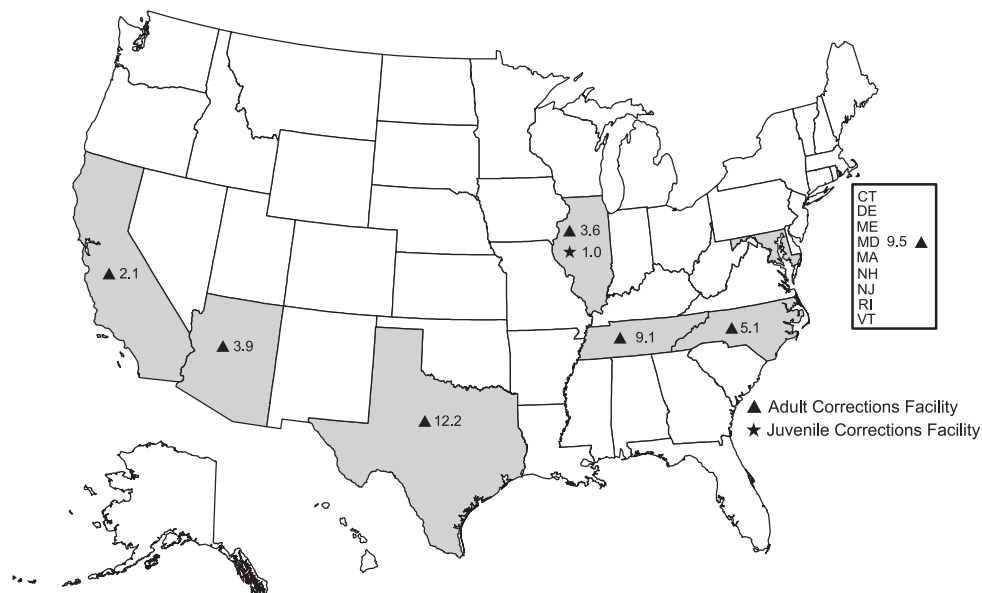 ▲ 3.6
★ 1.0
CT
DE
ME
MD 9.5 ▲
MA
NH
NJ
RI
VT
▲ 2.1
▲ 3.9
▲ 9.1
▲ 5.1
▲ 12.2
▲ Adult Corrections Facility
★ Juvenile Corrections Facility